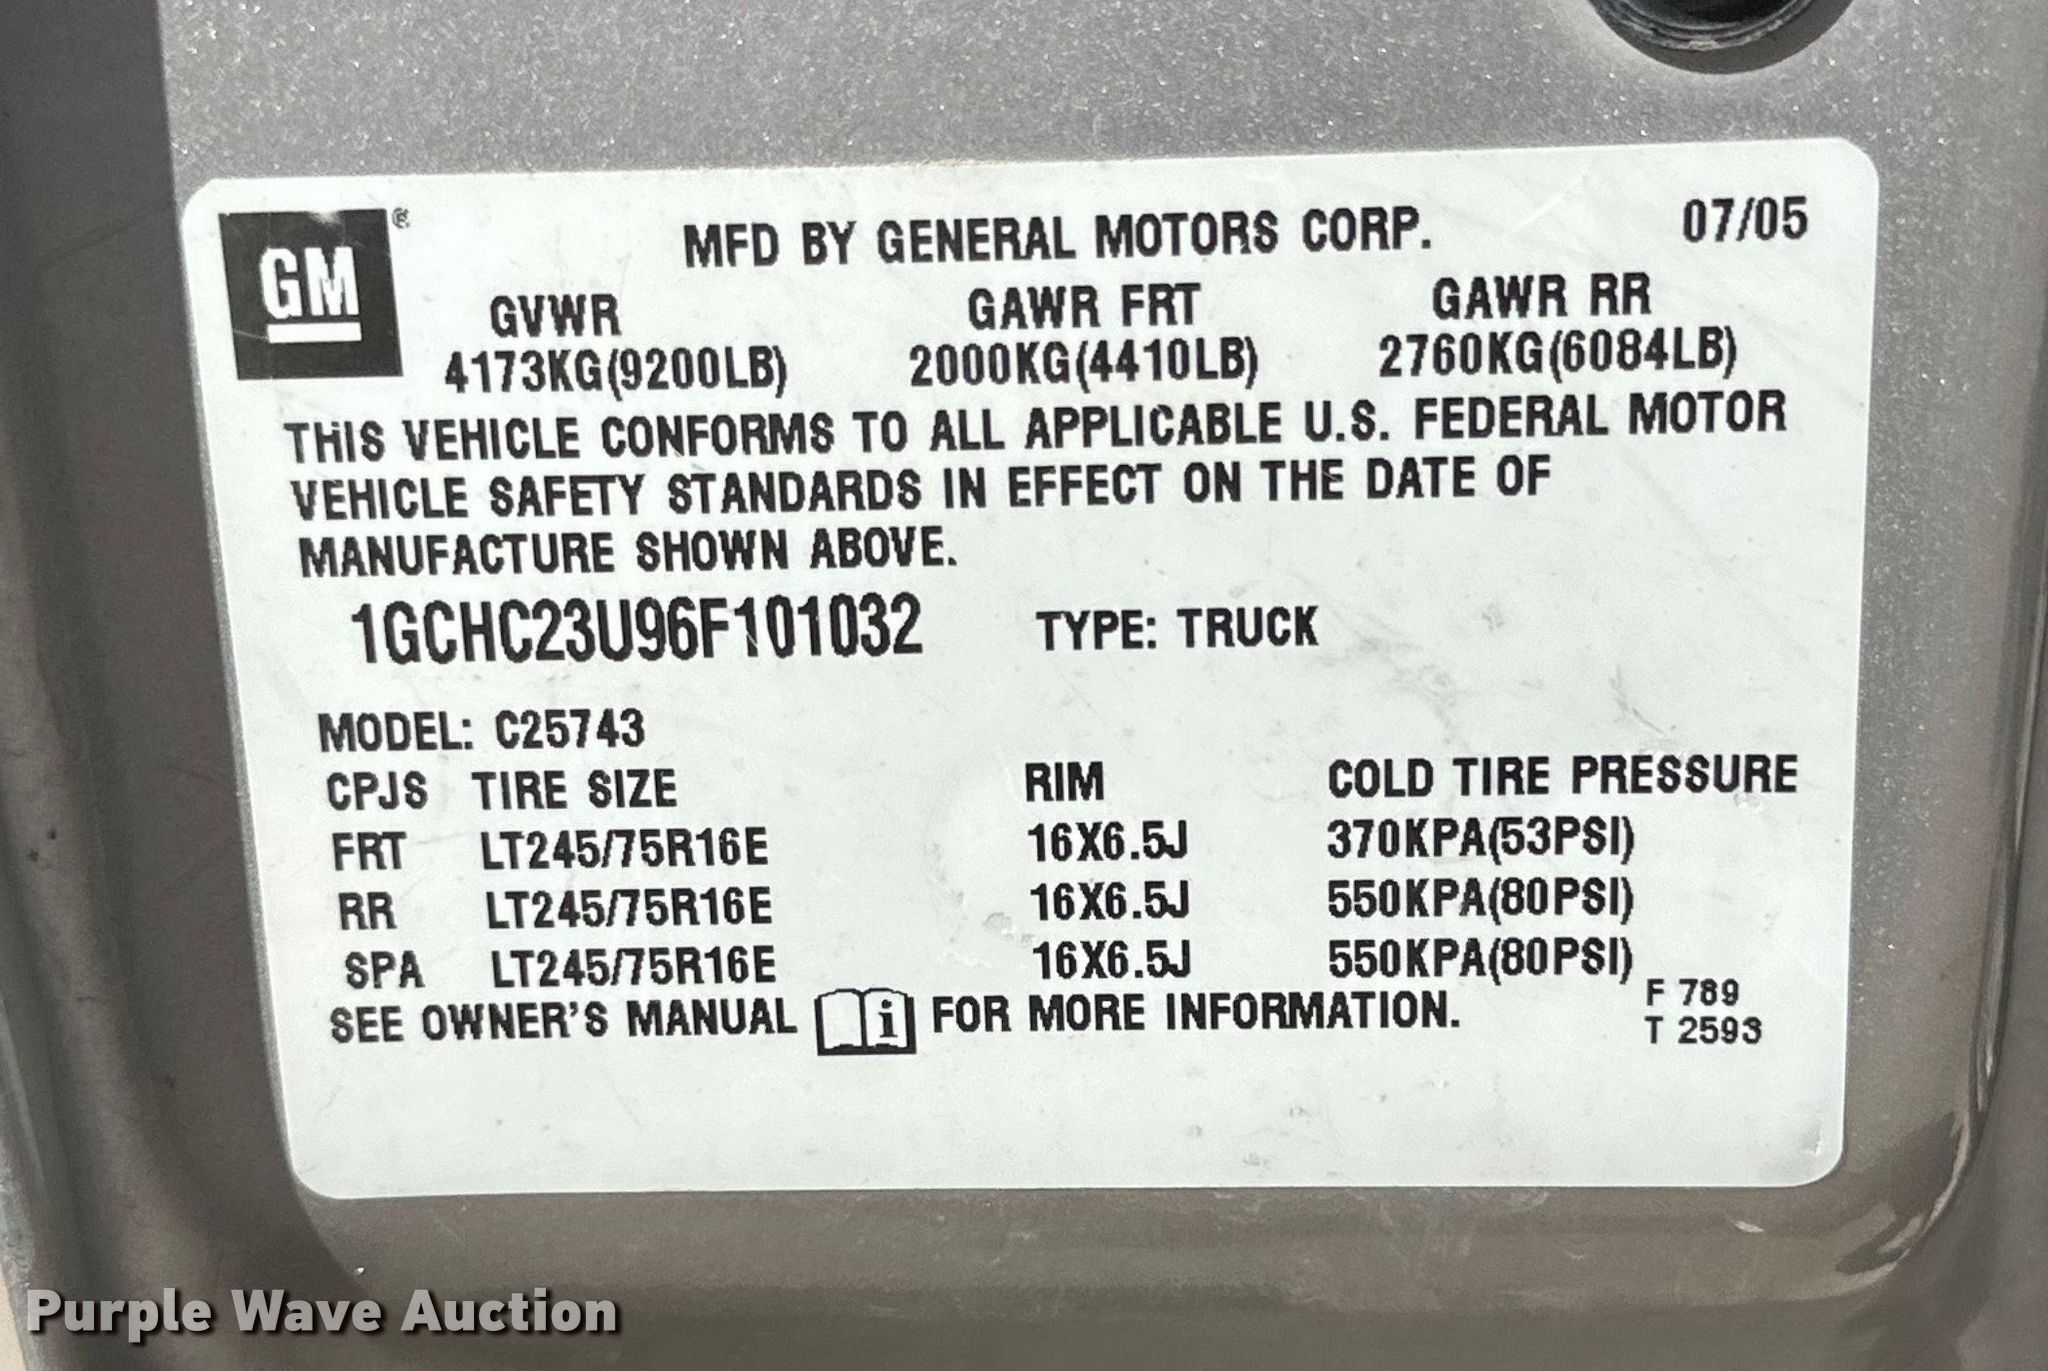 GM®
MFD BY GENERAL MOTORS CORP. 07/05
GVWR GAWR FRT GAWR RR
4173KG(9200LB) 2000KG(4410LB) 2760KG(6084LB)
THIS VEHICLE CONFORMS TO ALL APPLICABLE U.S. FEDERAL MOTOR
VEHICLE SAFETY STANDARDS IN EFFECT ON THE DATE OF
MANUFACTURE SHOWN ABOVE.
1GCHC23U96F101032 TYPE: TRUCK
MODEL: C25743
CPJS TIRE SIZE RIM COLD TIRE PRESSURE
FRT LT245/75R16E 16X6.5J 370KPA(53PSI)
RR LT245/75R16E 16X6.5J 550KPA(80PSI)
SPA LT245/75R16E 16X6.5J 550KPA(80PSI)
SEE OWNER'S MANUAL i FOR MORE INFORMATION.
F 789
T 2593
Purple Wave Auction